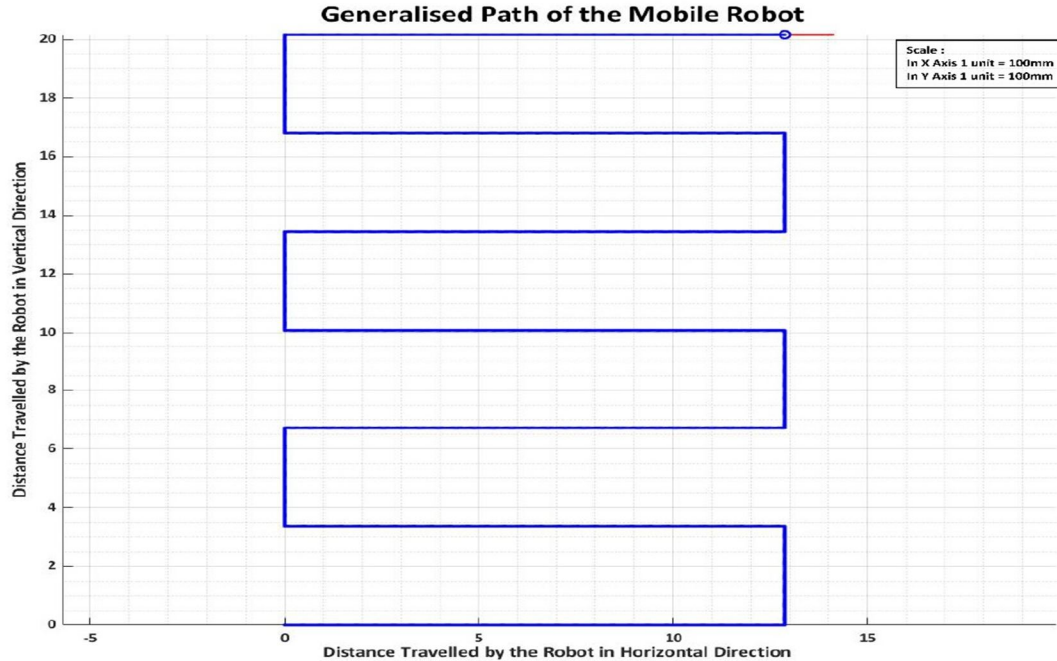 Generalised Path of the Mobile Robot
Scale :
In X Axis 1 unit = 100mm
In Y Axis 1 unit = 100mm
Distance Travelled by the Robot in Vertical Direction
20
18
16
14
12
10
8
6
4
2
0
-5
0
5
10
15
Distance Travelled by the Robot in Horizontal Direction